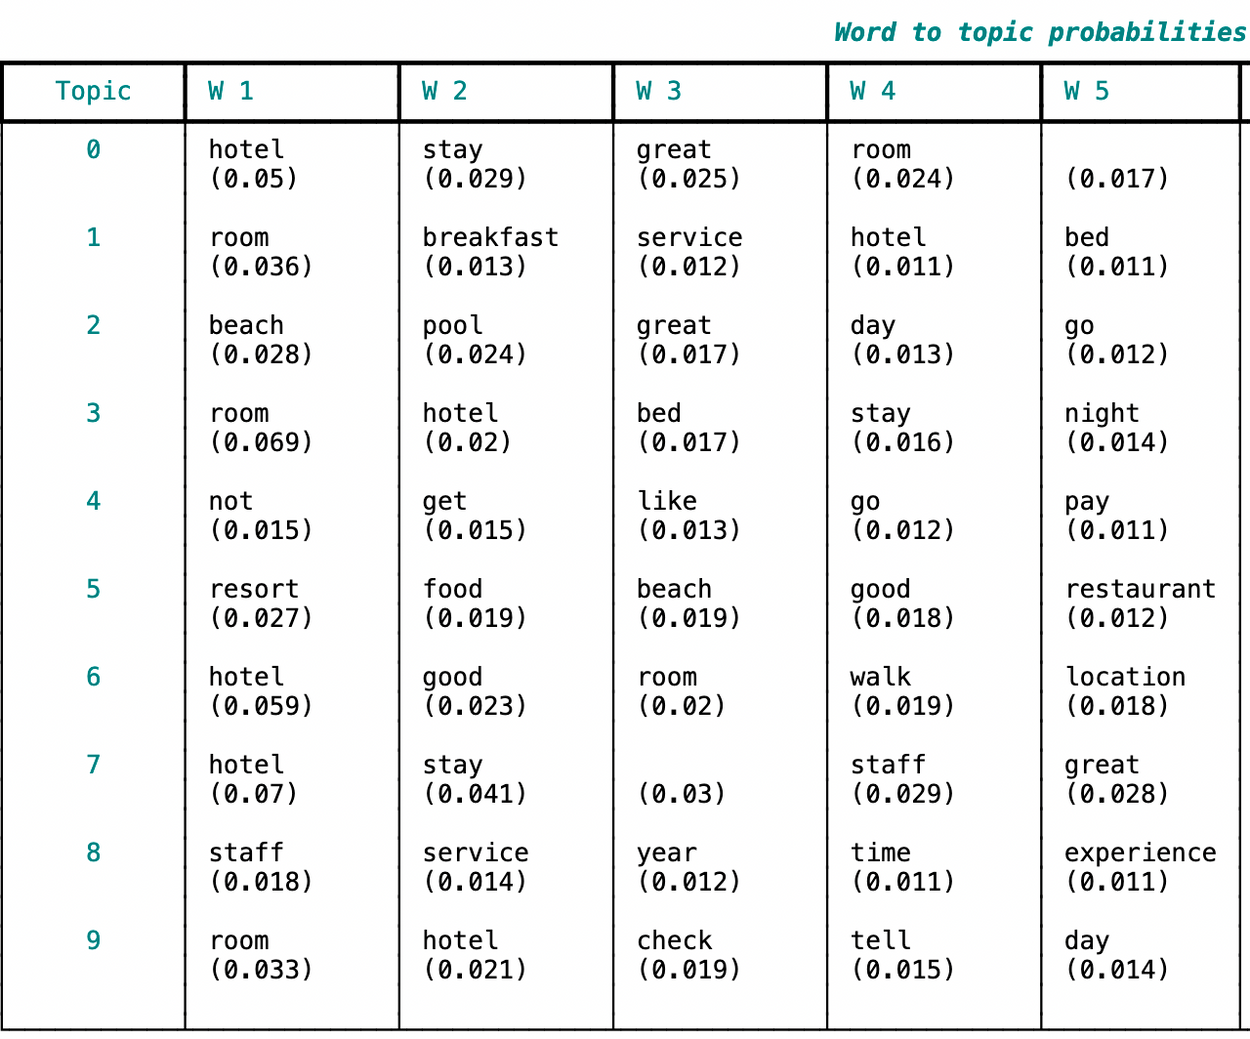 Word to topic probabilities
Topic W 1 W 2 W 3 W 4 W 5
0 hotel stay great room
(0.05) (0.029) (0.025) (0.024) (0.017)
1 room breakfast service hotel bed
(0.036) (0.013) (0.012) (0.011) (0.011)
2 beach pool great day go
(0.028) (0.024) (0.017) (0.013) (0.012)
3 room hotel bed stay night
(0.069) (0.02) (0.017) (0.016) (0.014)
4 not get like go pay
(0.015) (0.015) (0.013) (0.012) (0.011)
5 resort food beach good restaurant
(0.027) (0.019) (0.019) (0.018) (0.012)
6 hotel good room walk location
(0.059) (0.023) (0.02) (0.019) (0.018)
7 hotel stay staff great
(0.07) (0.041) (0.03) (0.029) (0.028)
8 staff service year time experience
(0.018) (0.014) (0.012) (0.011) (0.011)
9 room hotel check tell day
(0.033) (0.021) (0.019) (0.015) (0.014)